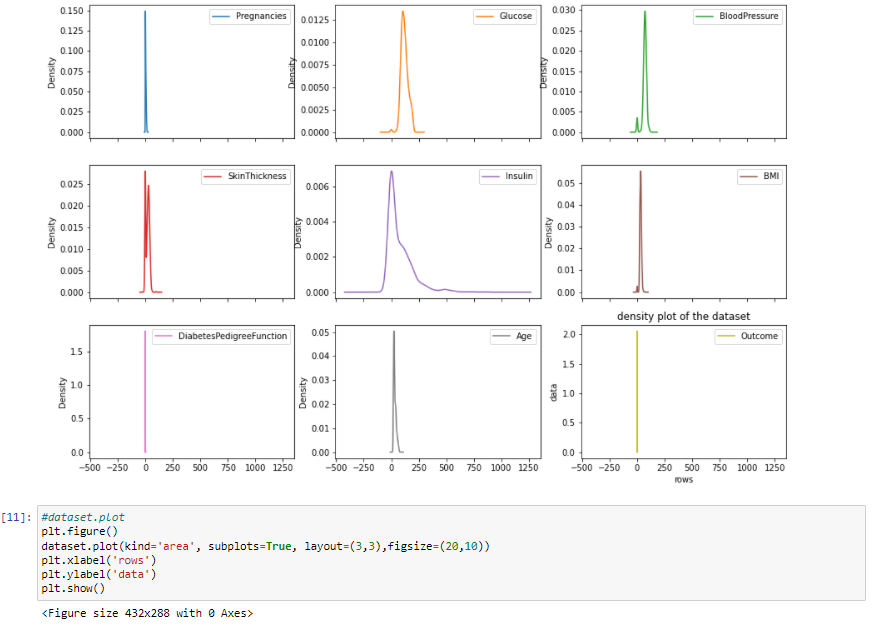 Pregnancies
0.150
0.125
0.100
0.075
0.050
0.025
0.000
Density
Glucose
0.0125
0.0100
0.0075
0.0050
0.0025
0.0000
Density
BloodPressure
0.030
0.025
0.020
0.015
0.010
0.005
0.000
Density
SkinThickness
0.025
0.020
0.015
0.010
0.005
0.000
Density
Insulin
0.006
0.004
0.002
0.000
Density
BMI
0.05
0.04
0.03
0.02
0.01
0.00
Density
DiabetesPedigreeFunction
1.5
1.0
0.5
0.0
Density
−500 −250 0 250 500 750 1000 1250
Age
0.05
0.04
0.03
0.02
0.01
0.00
Density
−500 −250 0 250 500 750 1000 1250
density plot of the dataset
Outcome
2.0
1.5
1.0
0.5
0.0
data
−500 −250 0 250 500 750 1000 1250
rows
[11]: #dataset.plot
plt.figure()
dataset.plot(kind='area', subplots=True, layout=(3,3),figsize=(20,10))
plt.xlabel('rows')
plt.ylabel('data')
plt.show()
<Figure size 432x288 with 0 Axes>